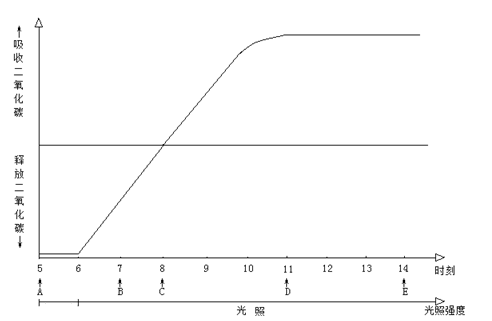 吸收二氧化碳
释放二氧化碳
5 6 7 8 9 10 11 12 13 14 时刻
A B C D E
光照 光照强度